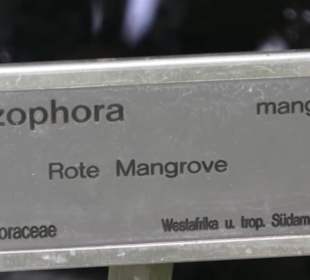 zophora mang
Rote Mangrove
oraceae Westafrika u. trop. Südam